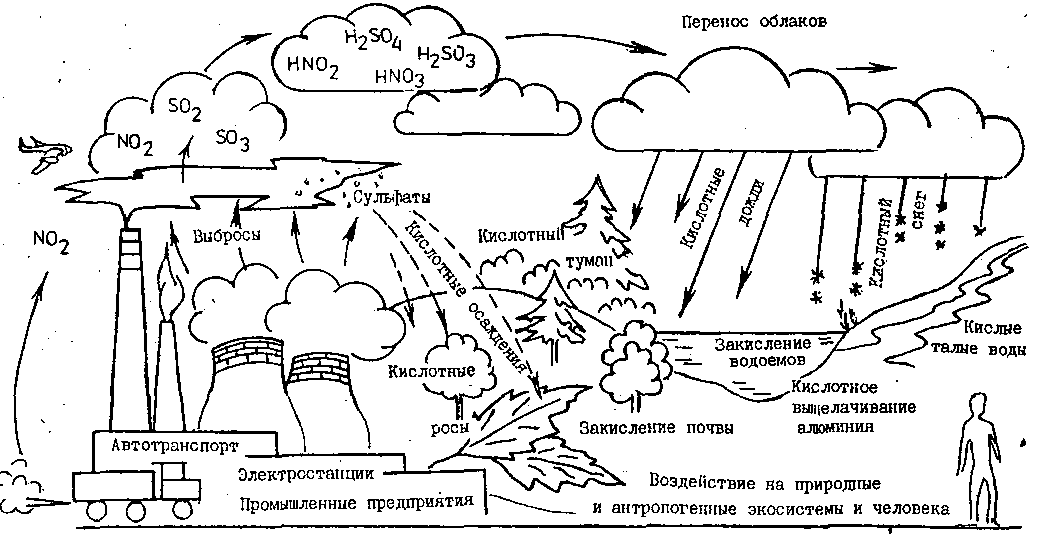 Перенос облаков
H₂SO₄
H₂SO₃
HNO₂
HNO₃
SO₂
NO₂
SO₃
Сульфаты
NO₂
Выбросы
Кислотные осаждения
Кислотный
туман
Кислотные
дожди
Кислотный
снег
Кислотные
росы
Закисление
водоемов
Кислые
талые воды
Кислотное
выщелачивание
алюминия
Закисление почвы
Автотранспорт
Электростанции
Промышленные предприятия
Воздействие на природные
и антропогенные экосистемы и человека